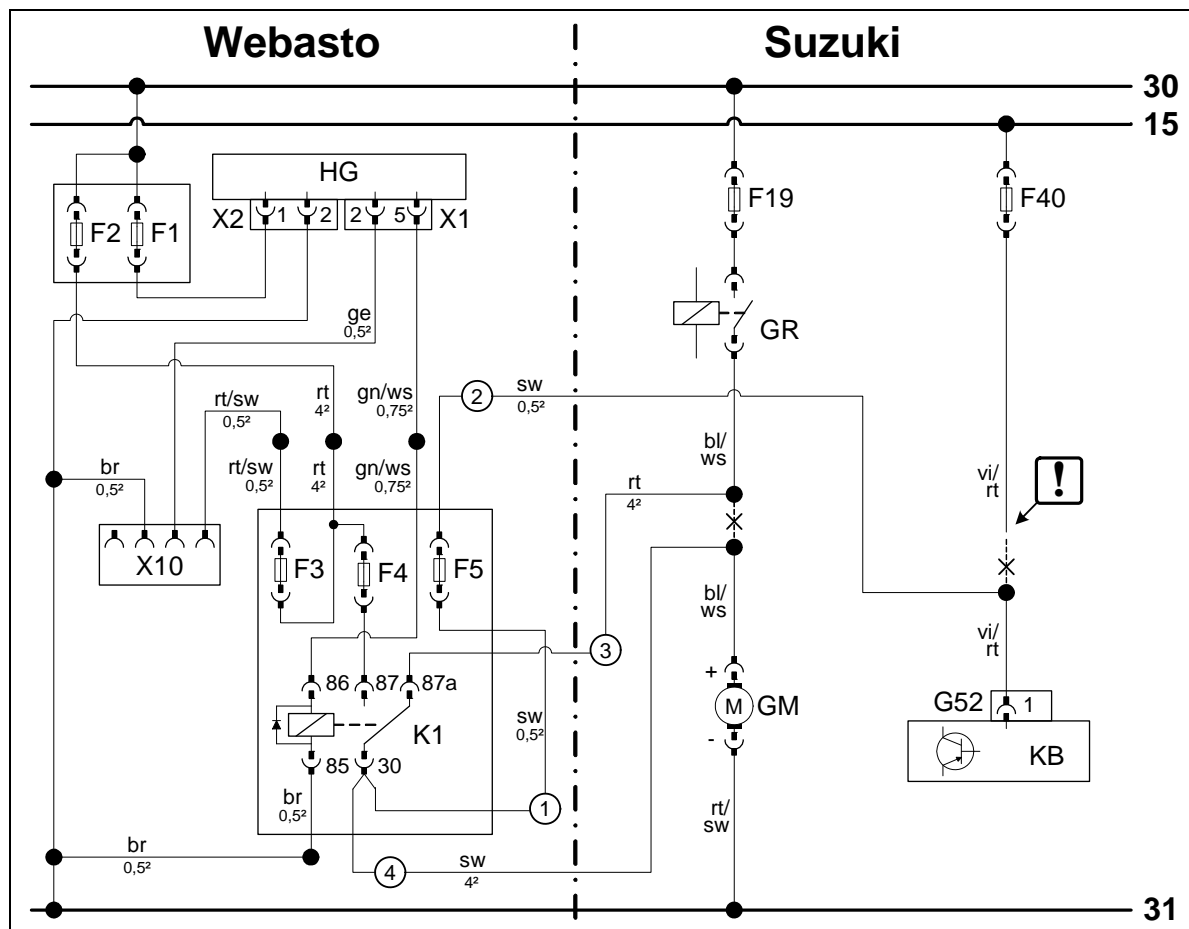 Webasto
Suzuki
30
15
HG
F19
F40
X2
1
2
2
5
X1
F2
F1
ge
0,5²
GR
rt
4²
gn/ws
0,75²
2
sw
0,5²
rt/sw
0,5²
bl/
ws
br
0,5²
rt/sw
0,5²
rt
4²
gn/ws
0,75²
rt
4²
vi/
rt
!
X10
F3
F4
F5
bl/
ws
vi/
rt
3
86
87
87a
+
M
GM
-
G52
1
KB
K1
sw
0,5²
85
30
br
0,5²
1
rt/
sw
br
0,5²
4
sw
4²
31